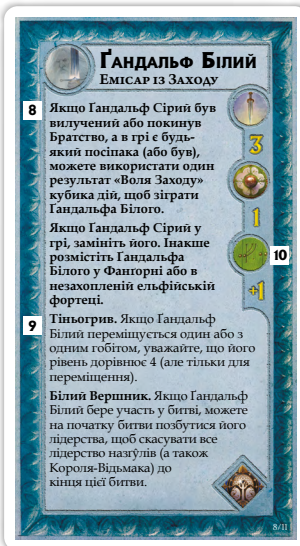 Ґандальф Білий
Емісар із Заходу
8
Якщо Ґандальф Сірий був
вилучений або покинув
Братство, а в грі є будь-
який посіпака (або був),
можете використати один
результат «Воля Заходу»
кубика дій, щоб зіграти
Ґандальфа Білого.
Якщо Ґандальф Сірий у
грі, замініть його. Інакше
розмістіть Ґандальфа
Білого у Фанґорні або в
незахопленій ельфійській
фортеці.
3
1
10
+1
9
Тіньогрив. Якщо Ґандальф
Білий переміщується один або з
одним гобітом, уважайте, що його
рівень дорівнює 4 (але тільки для
переміщення).
Білий Вершник. Якщо Ґандальф
Білий бере участь у битві, можете
на початку битви позбутися його
лідерства, щоб скасувати все
лідерство назґулів (а також
Короля-Відьмака) до
кінця цієї битви.
8/11